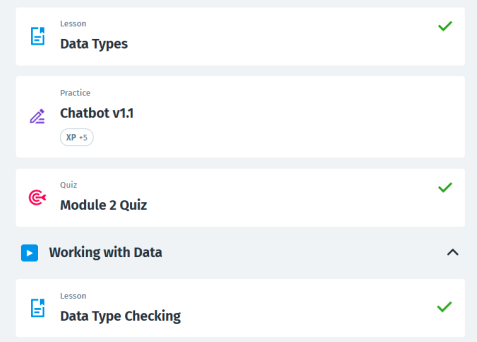 Lesson
Data Types
Practice
Chatbot v1.1
XP +5
Quiz
Module 2 Quiz
Working with Data
Lesson
Data Type Checking